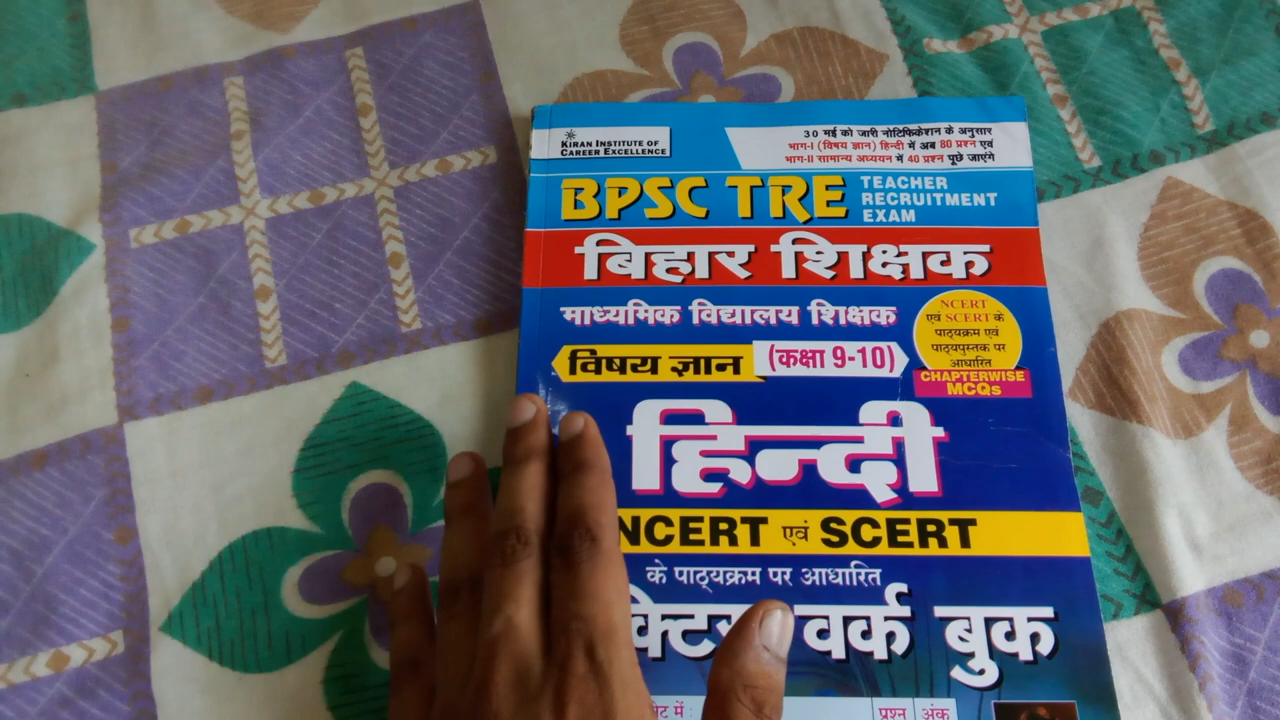 KIRAN INSTITUTE OF
CAREER EXCELLENCE
30 मई को जारी नोटिफिकेशन के अनुसार
भाग-I (विषय ज्ञान) हिन्दी में अब 80 प्रश्न एवं
भाग-II सामान्य अध्ययन में 40 प्रश्न पूछे जाएंगे
BPSC TRE
TEACHER
RECRUITMENT
EXAM
बिहार शिक्षक
माध्यमिक विद्यालय शिक्षक
विषय ज्ञान (कक्षा 9-10)
NCERT
एवं SCERT के
पाठ्यक्रम एवं
पाठ्यपुस्तक पर
आधारित
CHAPTERWISE
MCQs
हिन्दी
NCERT एवं SCERT
के पाठ्यक्रम पर आधारित
वर्क बुक
में : प्रश्न अंक